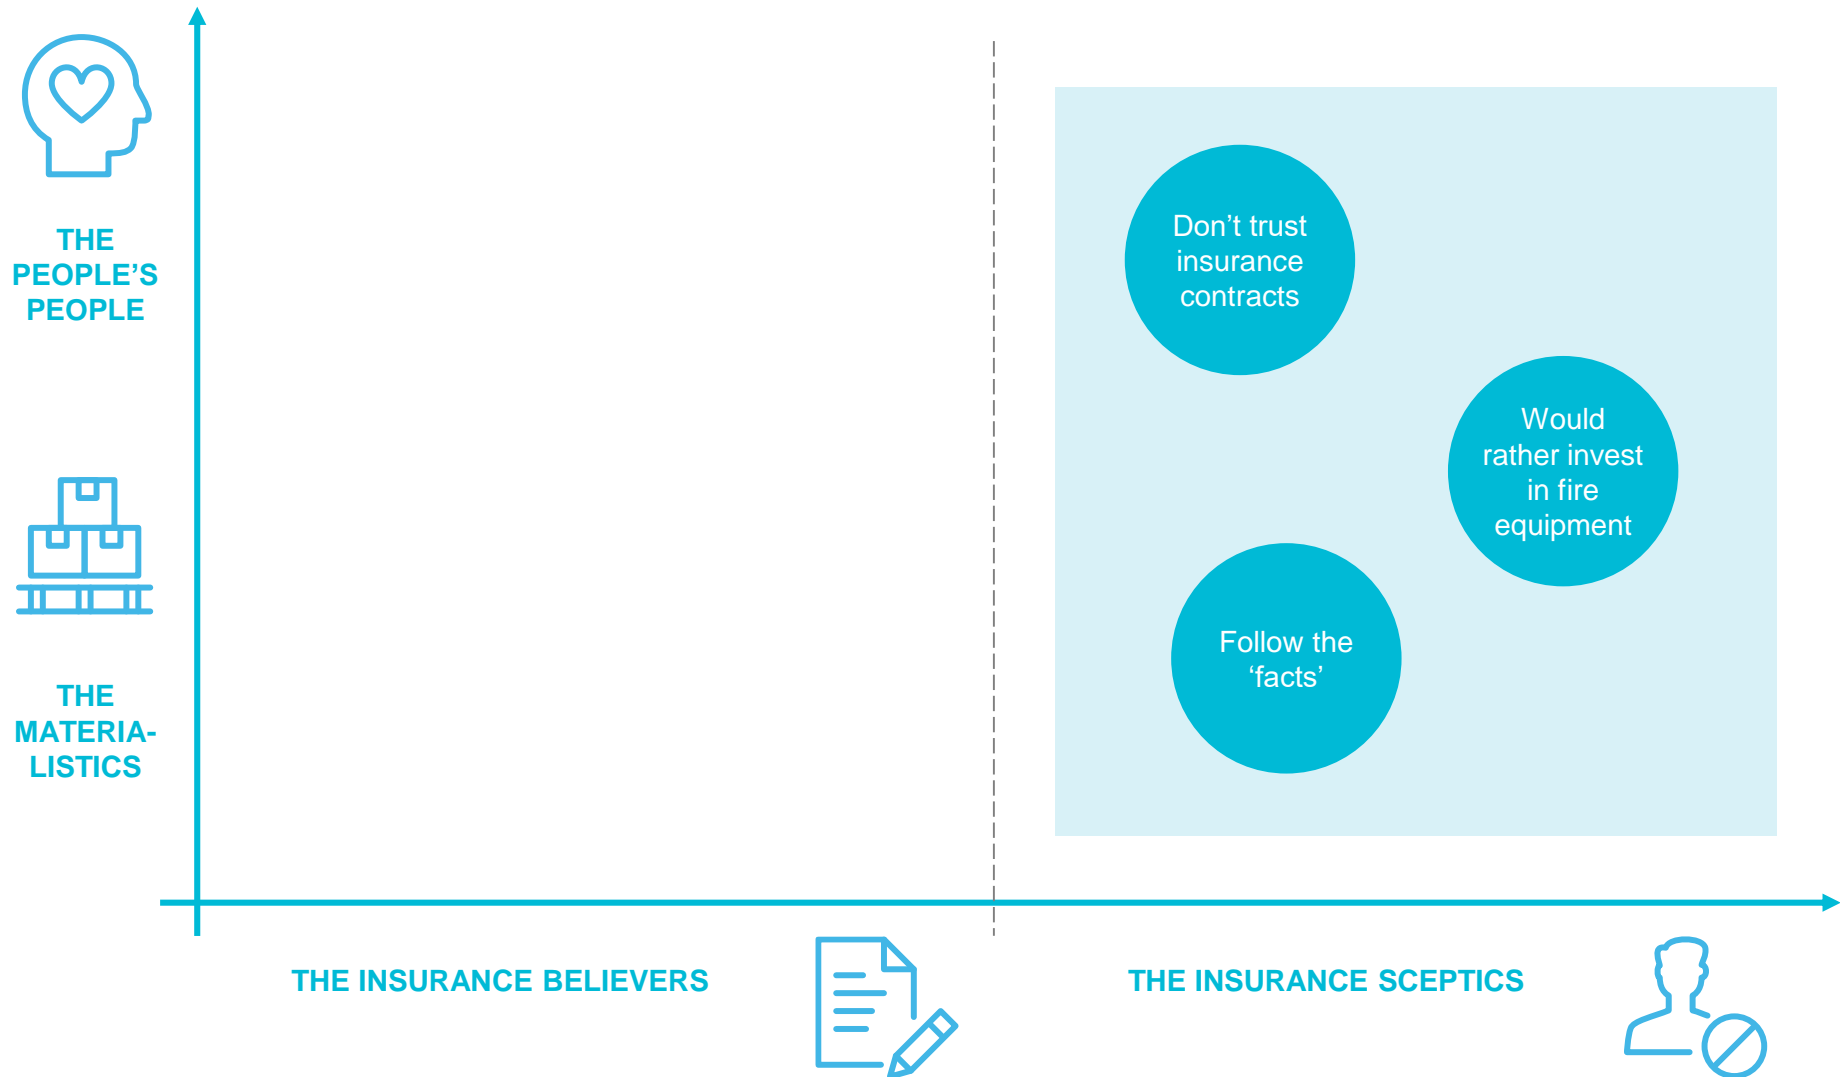 THE
PEOPLE’S
PEOPLE
THE
MATERIA-
LISTICS
Don’t trust
insurance
contracts
Would
rather invest
in fire
equipment
Follow the
‘facts’
THE INSURANCE BELIEVERS
THE INSURANCE SCEPTICS